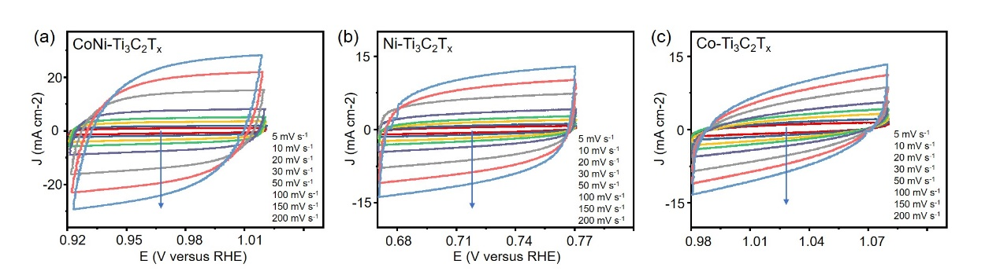 (a)
CoNi-Ti₃C₂Tₓ
J (mA cm-2)
20
0
-20
5 mV s⁻¹
10 mV s⁻¹
20 mV s⁻¹
30 mV s⁻¹
50 mV s⁻¹
100 mV s⁻¹
150 mV s⁻¹
200 mV s⁻¹
0.92 0.95 0.98 1.01
E (V versus RHE)
(b)
Ni-Ti₃C₂Tₓ
J (mA cm-2)
15
0
-15
5 mV s⁻¹
10 mV s⁻¹
20 mV s⁻¹
30 mV s⁻¹
50 mV s⁻¹
100 mV s⁻¹
150 mV s⁻¹
200 mV s⁻¹
0.68 0.71 0.74 0.77
E (V versus RHE)
(c)
Co-Ti₃C₂Tₓ
J (mA cm-2)
15
0
-15
5 mV s⁻¹
10 mV s⁻¹
20 mV s⁻¹
30 mV s⁻¹
50 mV s⁻¹
100 mV s⁻¹
150 mV s⁻¹
200 mV s⁻¹
0.98 1.01 1.04 1.07
E (V versus RHE)